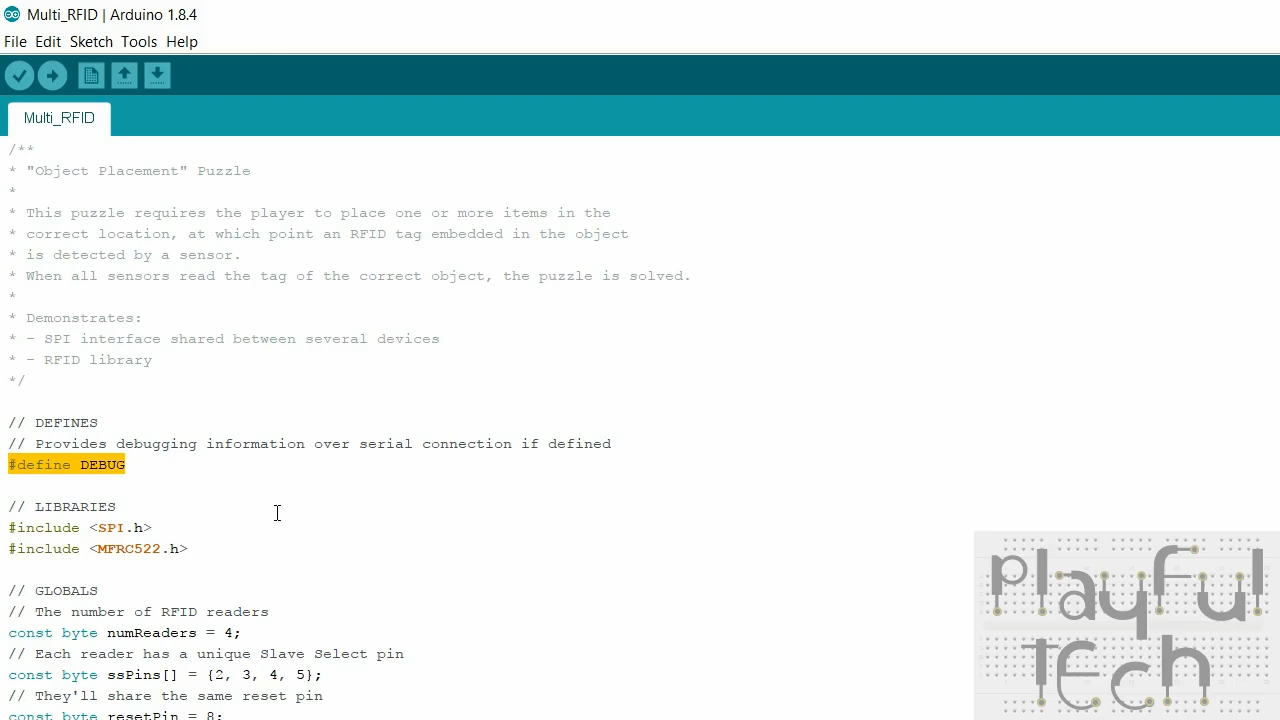 Multi_RFID | Arduino 1.8.4
File Edit Sketch Tools Help
Multi_RFID
/**
* "Object Placement" Puzzle
*
* This puzzle requires the player to place one or more items in the
* correct location, at which point an RFID tag embedded in the object
* is detected by a sensor.
* When all sensors read the tag of the correct object, the puzzle is solved.
*
* Demonstrates:
* - SPI interface shared between several devices
* - RFID library
*/
// DEFINES
// Provides debugging information over serial connection if defined
#define DEBUG
// LIBRARIES
#include <SPI.h>
#include <MFRC522.h>
// GLOBALS
// The number of RFID readers
const byte numReaders = 4;
// Each reader has a unique Slave Select pin
const byte ssPins[] = {2, 3, 4, 5};
// They'll share the same reset pin
const byte resetPin = 8;
playful
TEch